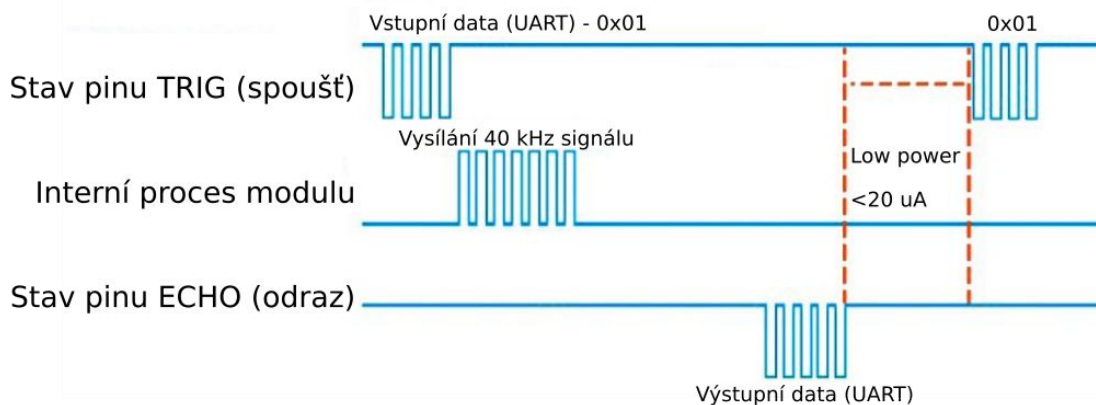 Vstupní data (UART) - 0x01
0x01
Stav pinu TRIG (spoušť)
Vysílání 40 kHz signálu
Low power
Interní proces modulu
<20 uA
Stav pinu ECHO (odraz)
Výstupní data (UART)